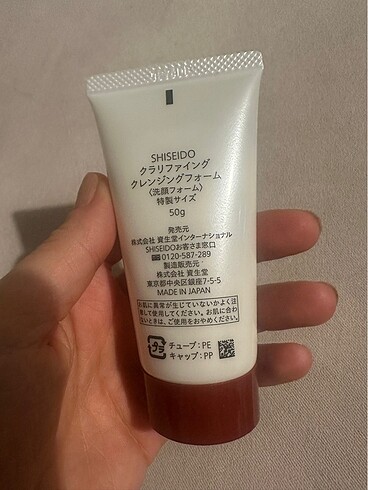 SHISEIDO
クラリファイング
クレンジングフォーム
〈洗顔フォーム〉
特製サイズ
50g
発売元
株式会社 資生堂インターナショナル
SHISEIDOお客さま窓口
0120-587-289
製造販売元
株式会社 資生堂
東京都中央区銀座7-5-5
MADE IN JAPAN
お肌に異常が生じていないかよく注
意して使用してください。お肌に合わ
ないときは、ご使用をおやめください。
プラ
チューブ：PE
キャップ：PP